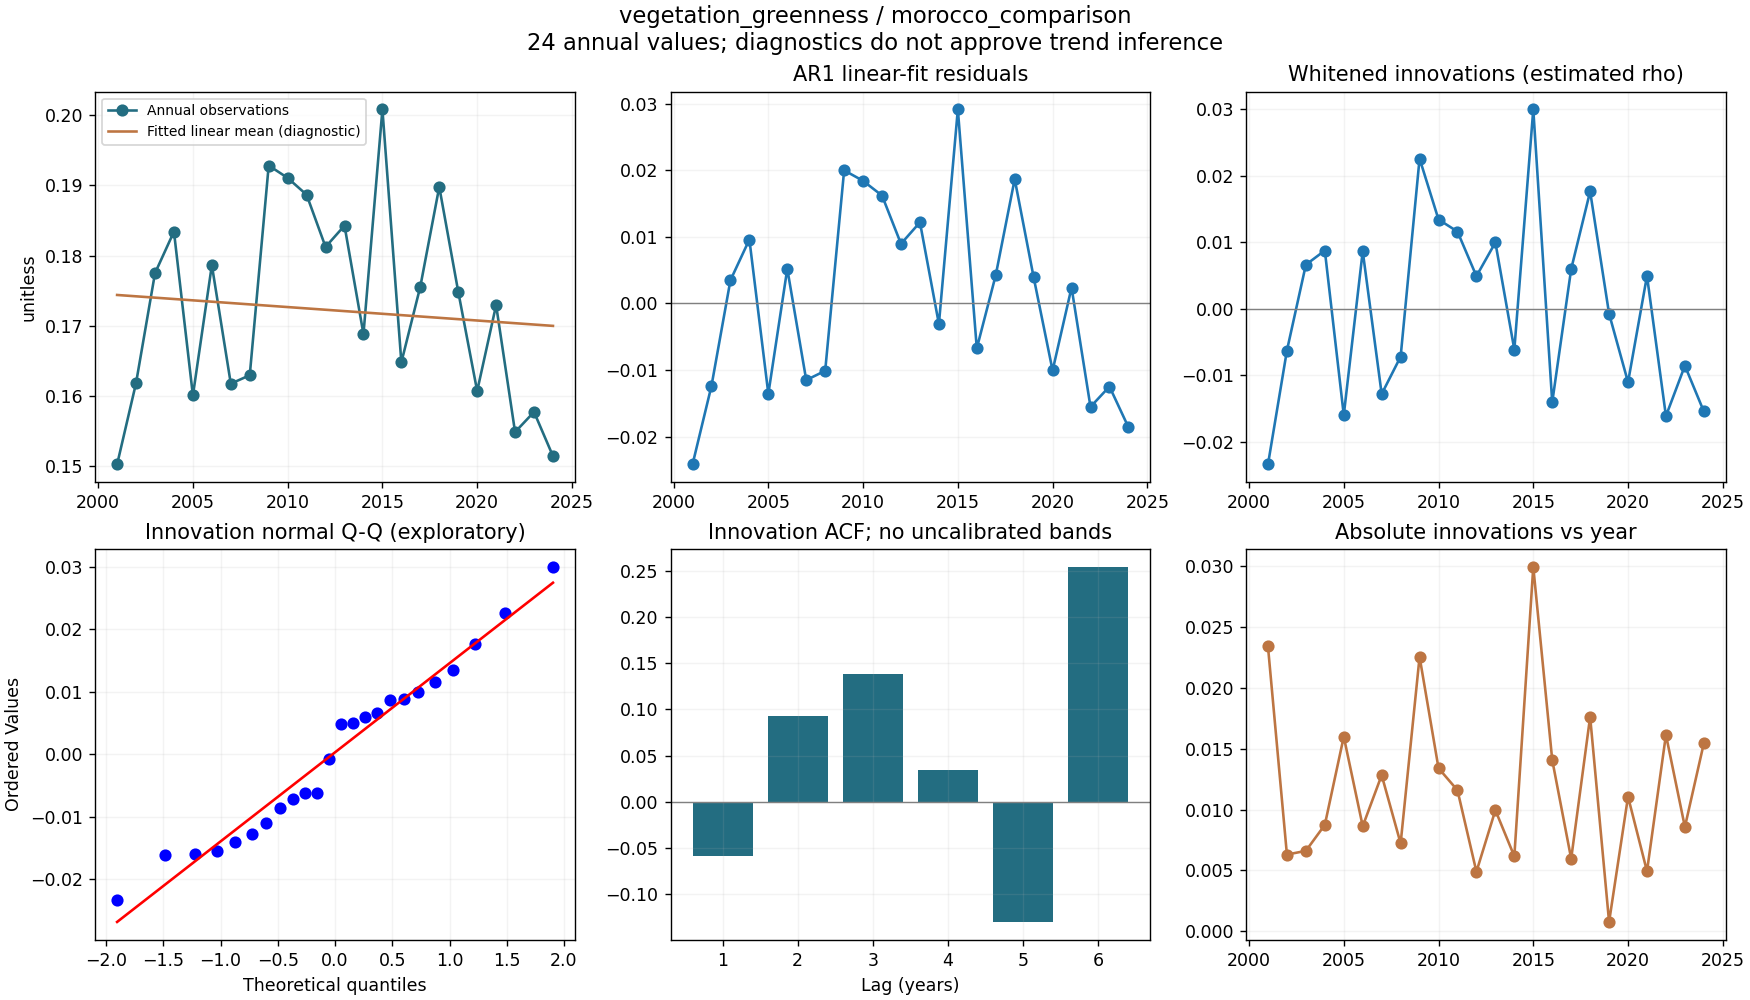 vegetation_greenness / morocco_comparison
24 annual values; diagnostics do not approve trend inference
Annual observations
Fitted linear mean (diagnostic)
unitless
0.20
0.19
0.18
0.17
0.16
0.15
2000 2005 2010 2015 2020 2025
AR1 linear-fit residuals
0.03
0.02
0.01
0.00
−0.01
−0.02
2000 2005 2010 2015 2020 2025
Whitened innovations (estimated rho)
0.03
0.02
0.01
0.00
−0.01
−0.02
2000 2005 2010 2015 2020 2025
Innovation normal Q-Q (exploratory)
Ordered Values
0.03
0.02
0.01
0.00
−0.01
−0.02
−2.0 −1.5 −1.0 −0.5 0.0 0.5 1.0 1.5 2.0
Theoretical quantiles
Innovation ACF; no uncalibrated bands
0.25
0.20
0.15
0.10
0.05
0.00
−0.05
−0.10
1 2 3 4 5 6
Lag (years)
Absolute innovations vs year
0.030
0.025
0.020
0.015
0.010
0.005
0.000
2000 2005 2010 2015 2020 2025